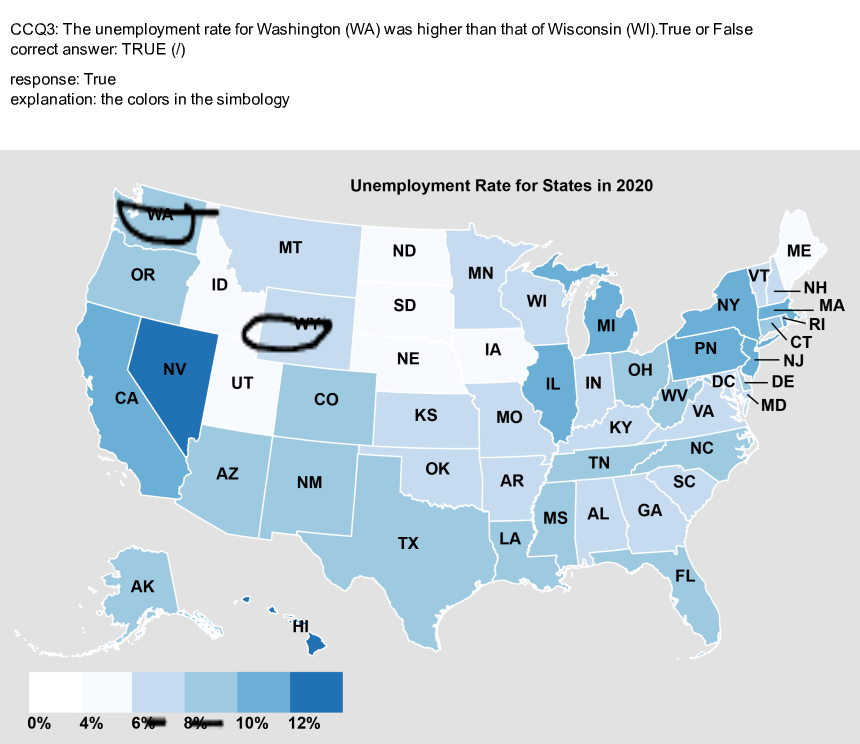 CCQ3: The unemployment rate for Washington (WA) was higher than that of Wisconsin (WI).True or False
correct answer: TRUE (/)
response: True
explanation: the colors in the simbology
Unemployment Rate for States in 2020
WA
MT
ND
ME
OR
ID
MN
VT
SD
WI
NH
WY
NY
MA
MI
RI
NE
IA
PN
CT
NV
UT
IL
IN
OH
NJ
CA
CO
DC
DE
WV
MD
KS
MO
VA
KY
AZ
NM
OK
TN
NC
AR
SC
MS
AL
GA
TX
LA
AK
FL
HI
0% 4% 6% 8% 10% 12%